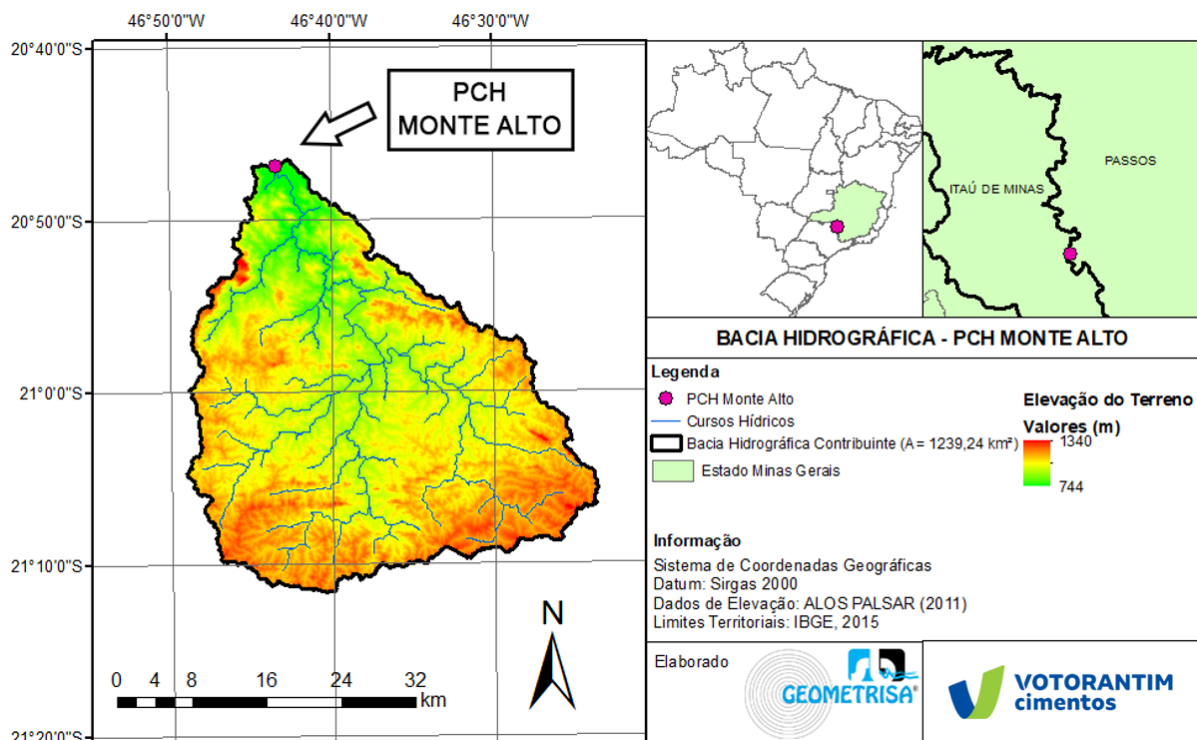 46°50'0"W 46°40'0"W 46°30'0"W
20°40'0"S
PCH
MONTE ALTO
20°50'0"S
21°0'0"S
21°10'0"S
21°20'0"S
N
0 4 8 16 24 32
km
PASSOS
ITAÚ DE MINAS
BACIA HIDROGRÁFICA - PCH MONTE ALTO
Legenda
PCH Monte Alto
Cursos Hídricos
Bacia Hidrográfica Contribuinte (A = 1239,24 km²)
Estado Minas Gerais
Elevação do Terreno
Valores (m)
1340
744
Informação
Sistema de Coordenadas Geográficas
Datum: Sirgas 2000
Dados de Elevação: ALOS PALSAR (2011)
Limites Territoriais: IBGE, 2015
Elaborado
GEOMETRISA®
VOTORANTIM
cimentos